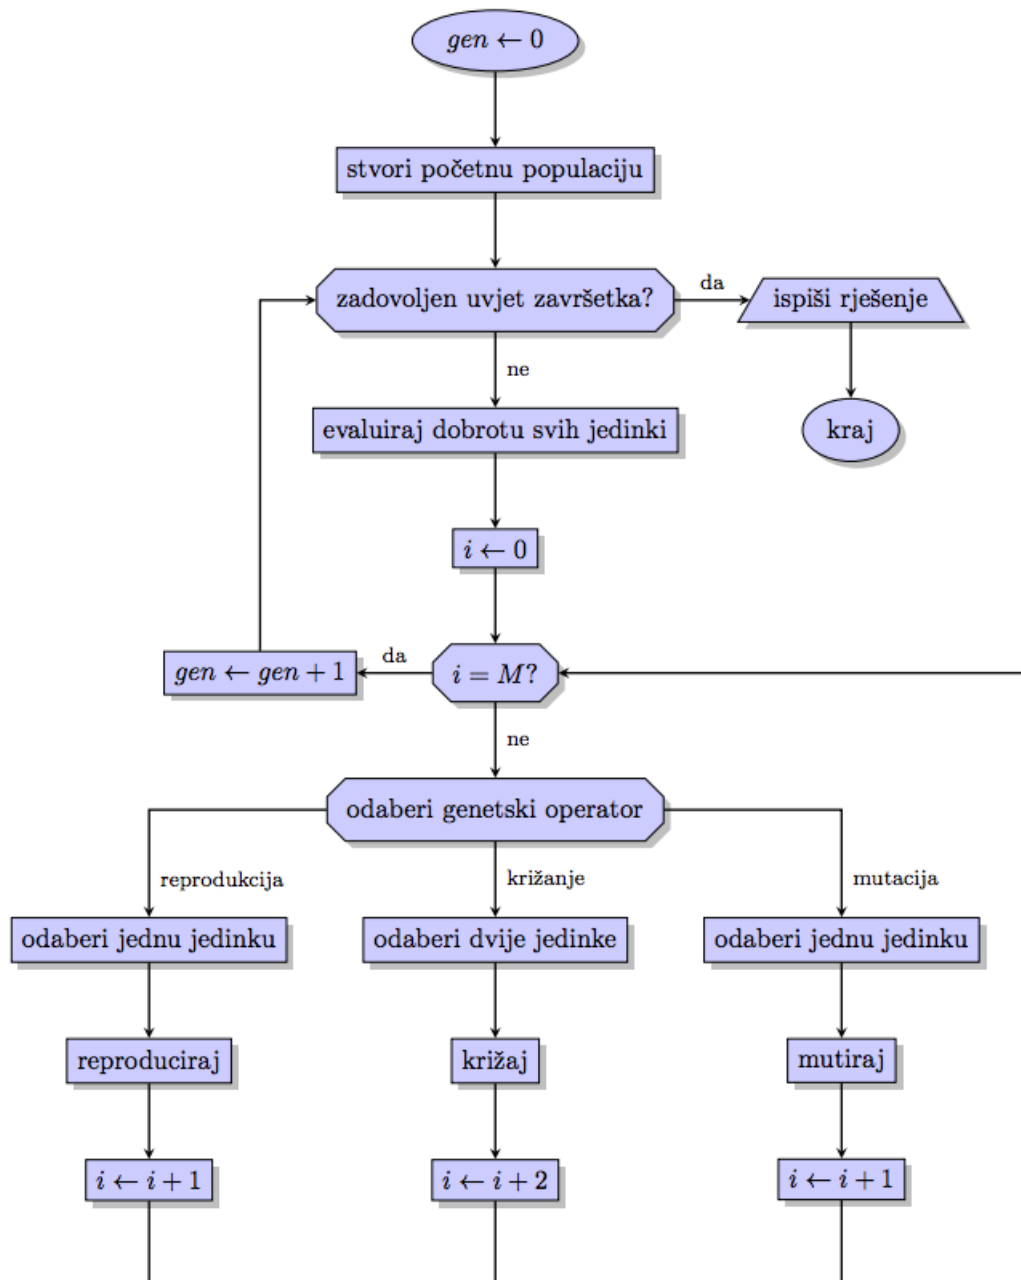 gen ← 0
stvori početnu populaciju
zadovoljen uvjet završetka?
da
ispiši rješenje
ne
evaluiraj dobrotu svih jedinki
kraj
i ← 0
gen ← gen + 1
da
i = M?
ne
odaberi genetski operator
reprodukcija
križanje
mutacija
odaberi jednu jedinku
odaberi dvije jedinke
odaberi jednu jedinku
reproduciraj
križaj
mutiraj
i ← i + 1
i ← i + 2
i ← i + 1